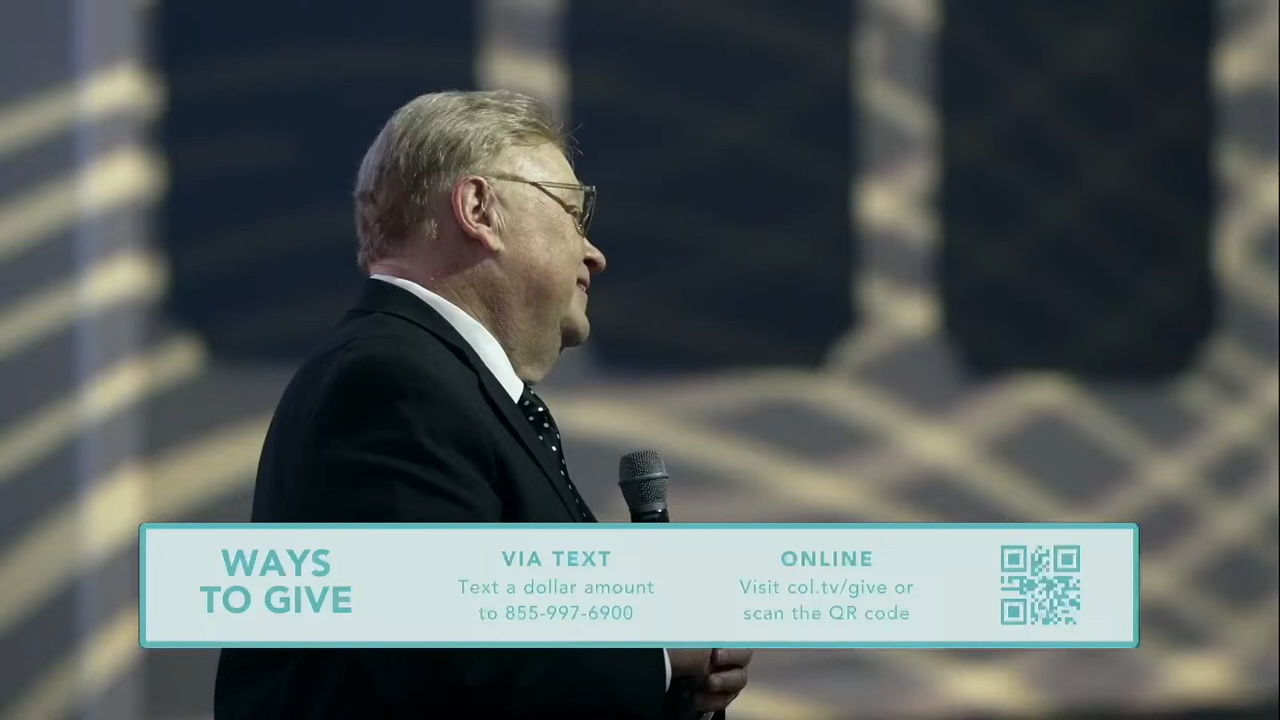 WAYS
TO GIVE
VIA TEXT
Text a dollar amount
to 855-997-6900
ONLINE
Visit col.tv/give or
scan the QR code